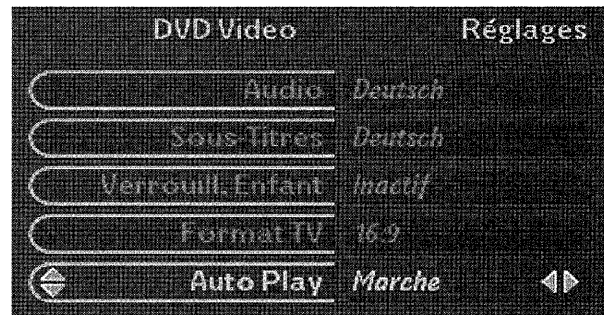 DVD Video Réglages
Audio Deutsch
Sous-Titres Deutsch
Verrouill. Enfant Inactif
Format TV 16:9
Auto Play Marche